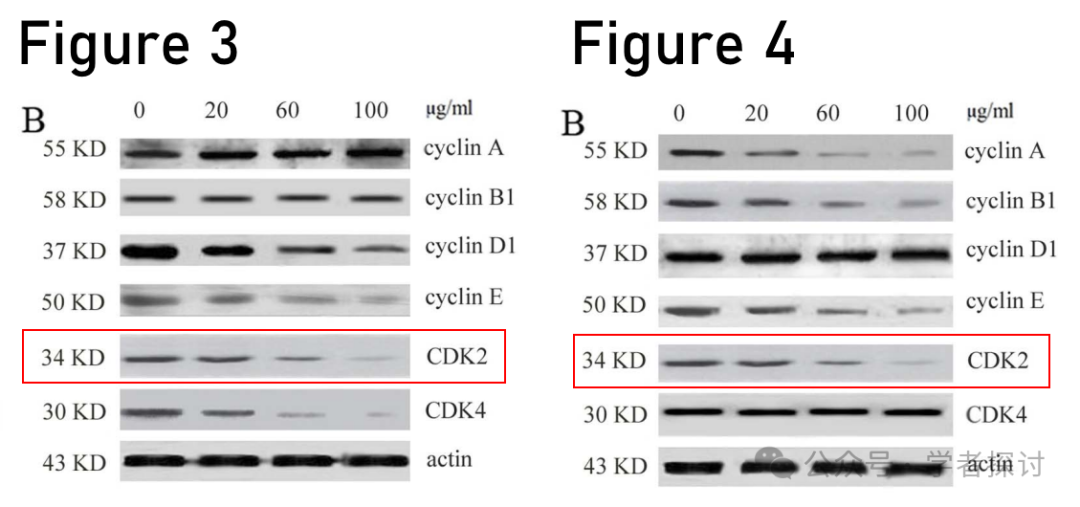 Figure 3
B
0 20 60 100 μg/ml
55 KD cyclin A
58 KD cyclin B1
37 KD cyclin D1
50 KD cyclin E
34 KD CDK2
30 KD CDK4
43 KD actin
Figure 4
B
0 20 60 100 μg/ml
55 KD cyclin A
58 KD cyclin B1
37 KD cyclin D1
50 KD cyclin E
34 KD CDK2
30 KD CDK4
43 KD actin
公众号 学者探讨